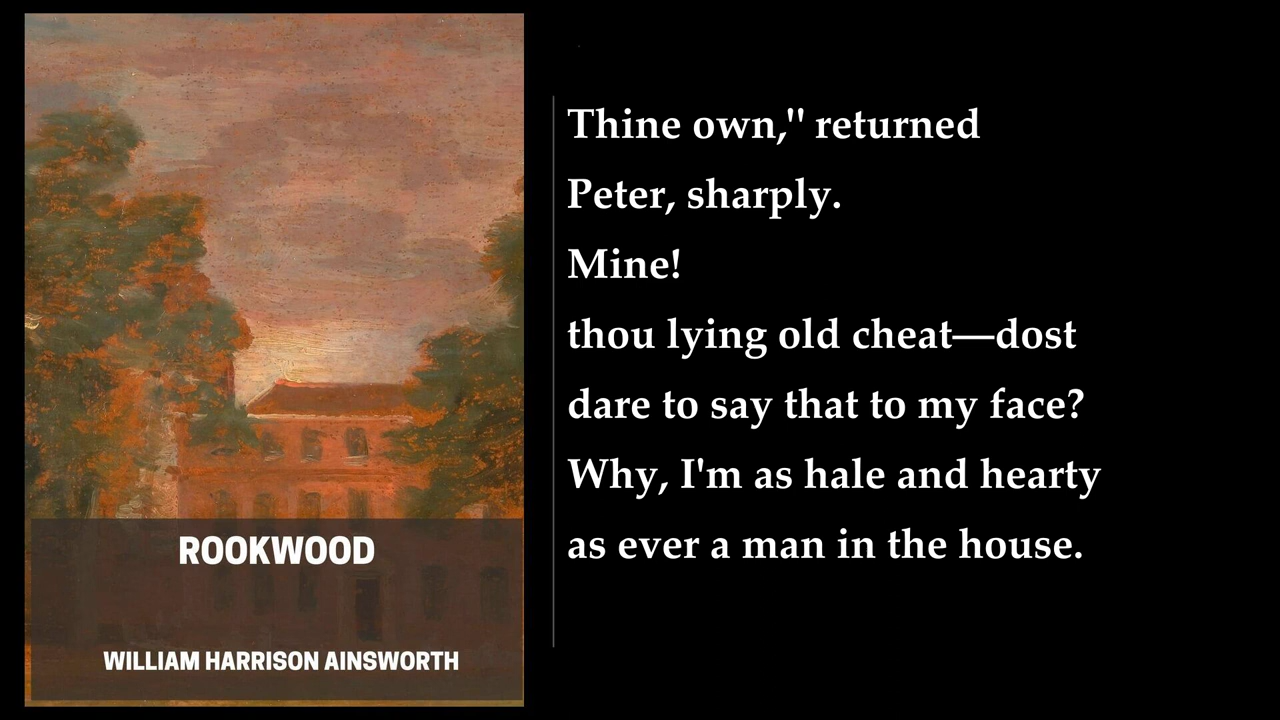 ROOKWOOD
WILLIAM HARRISON AINSWORTH
Thine own," returned
Peter, sharply.
Mine!
thou lying old cheat—dost
dare to say that to my face?
Why, I'm as hale and hearty
as ever a man in the house.